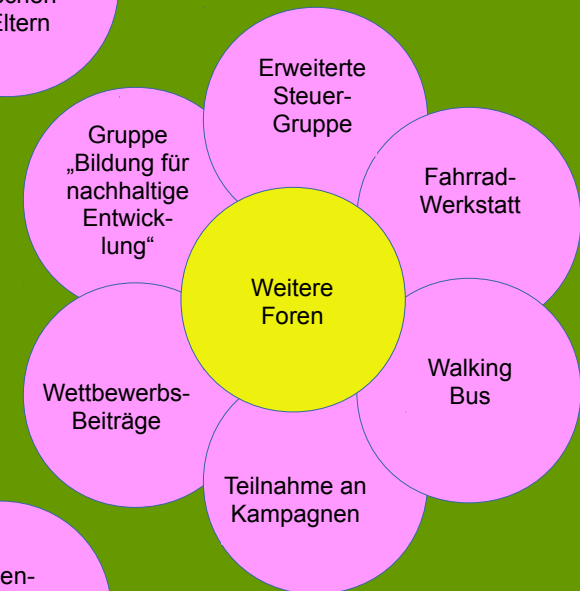 Eltern
Erweiterte
Steuer-
Gruppe
Gruppe
„Bildung für
nachhaltige
Entwick-
lung“
Fahrrad-
Werkstatt
Weitere
Foren
Walking
Bus
Wettbewerbs-
Beiträge
Teilnahme an
Kampagnen
en-